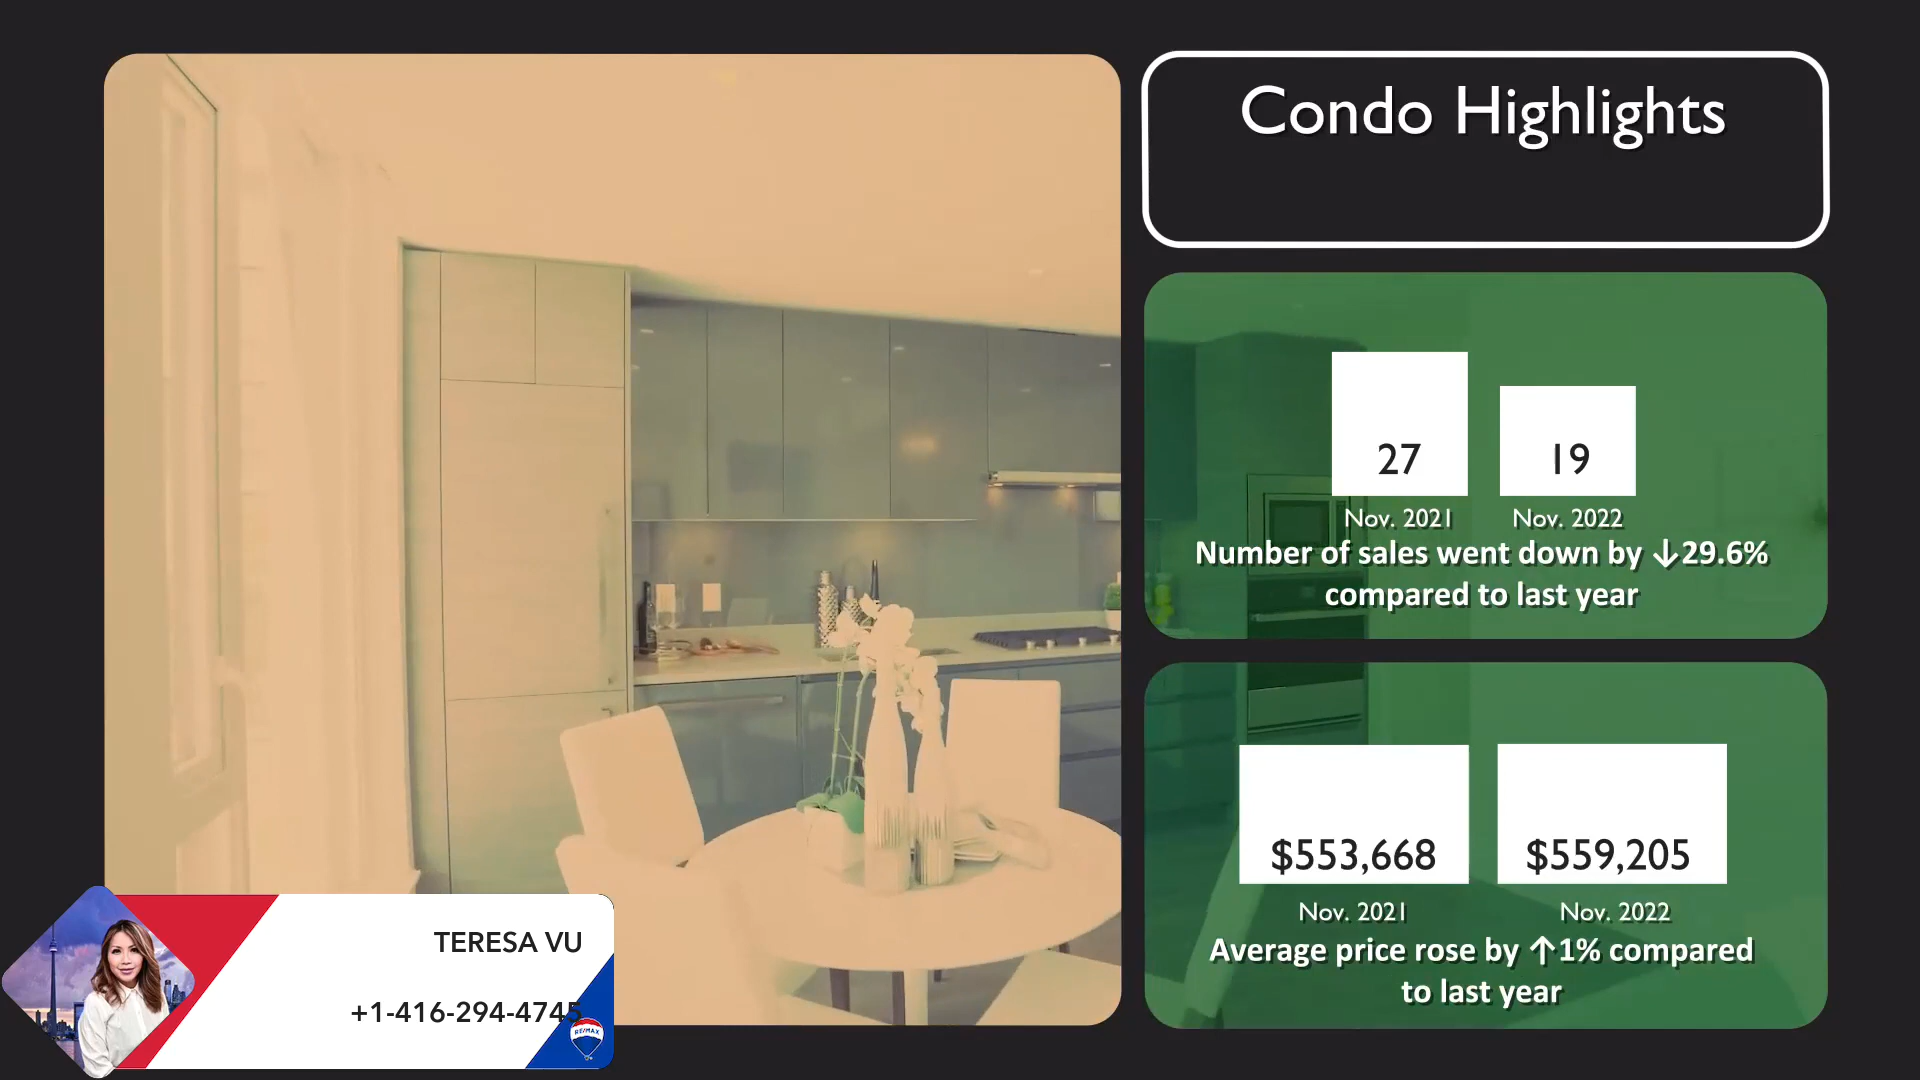 Condo Highlights
27
19
Nov. 2021
Nov. 2022
Number of sales went down by ↓29.6%
compared to last year
$553,668
$559,205
Nov. 2021
Nov. 2022
Average price rose by ↑1% compared
to last year
TERESA VU
+1-416-294-4745
RE/MAX